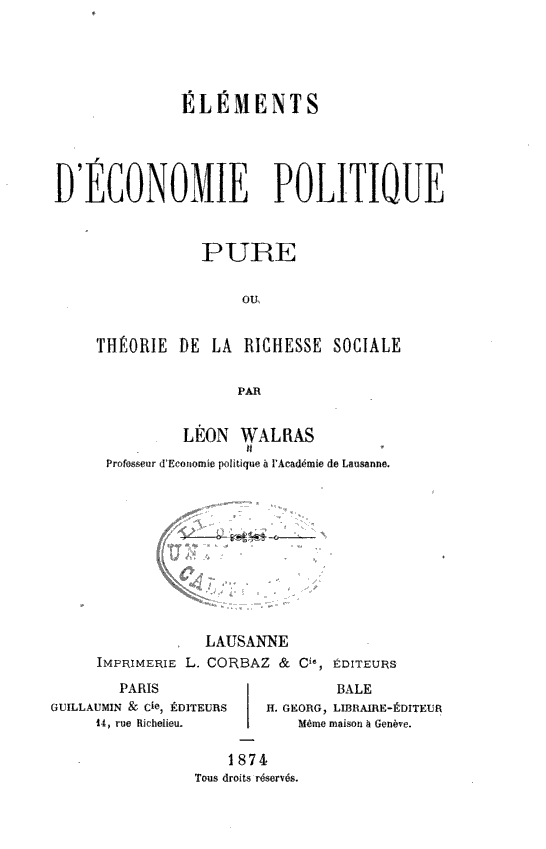 ÉLÉMENTS
D'ÉCONOMIE POLITIQUE
PURE
OU
THÉORIE DE LA RICHESSE SOCIALE
PAR
LÉON WALRAS
Professeur d'Economie politique à l'Académie de Lausanne.
LAUSANNE
IMPRIMERIE L. CORBAZ & Cie, ÉDITEURS
PARIS
GUILLAUMIN & Cie, ÉDITEURS
14, rue Richelieu.
BALE
H. GEORG, LIBRAIRE-ÉDITEUR
Même maison à Genève.
1874
Tous droits réservés.